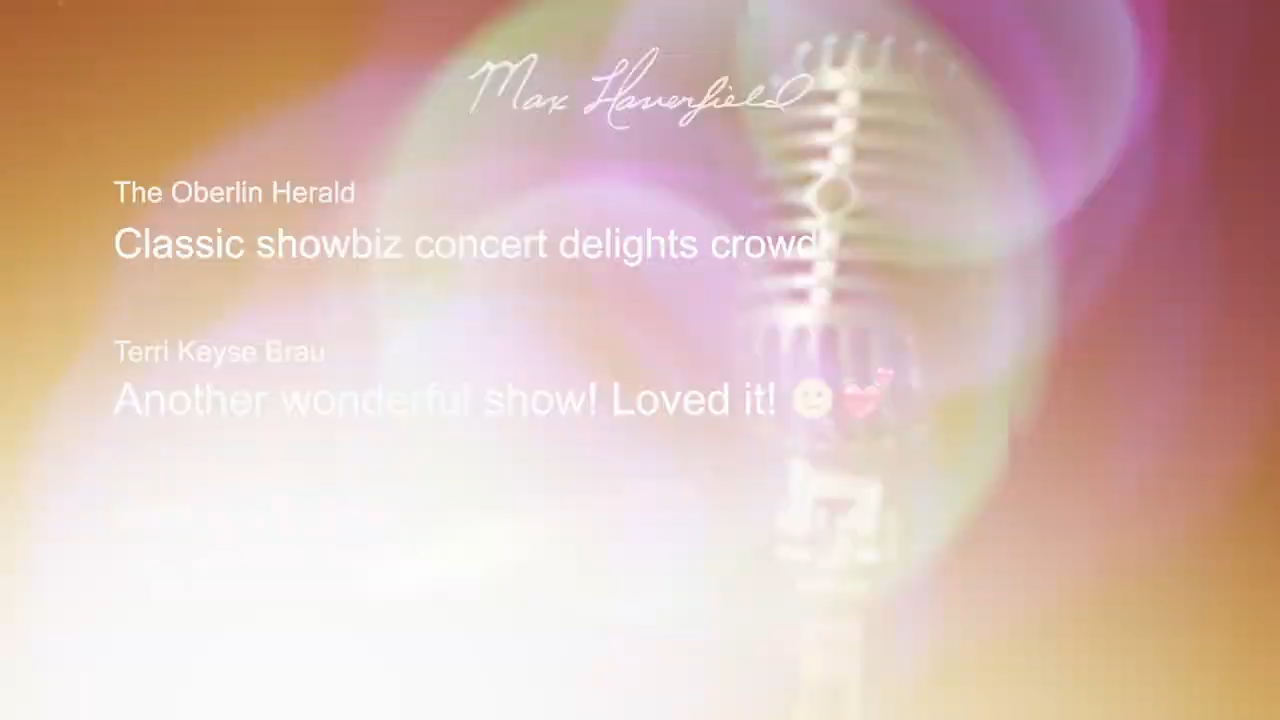 Max Haverfield
The Oberlin Herald
Classic showbiz concert delights crowd
Terri Keyse Brau
Another wonderful show! Loved it! 🙂💕